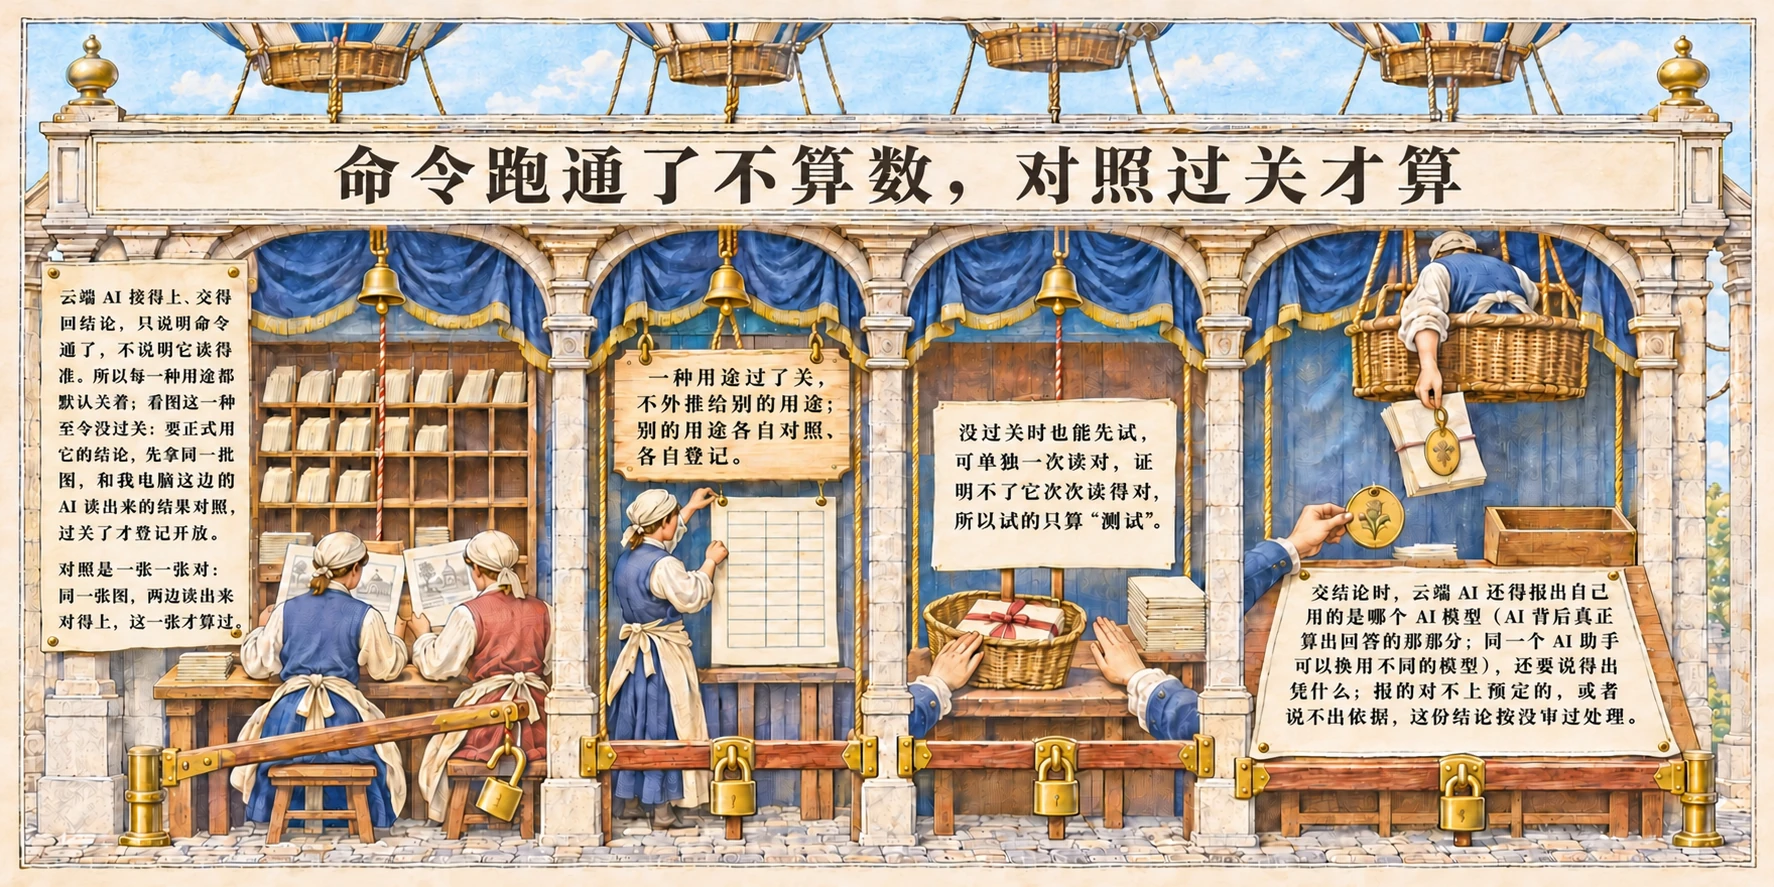 命令跑通了不算数，对照过关才算
云端 AI 接得上、交得
回结论，只说明命令
通了，不说明它读得
准。所以每一种用途都
默认关着；看图这一种
至今没过关：要正式用
它的结论，先拿同一批
图，和我电脑这边的
AI 读出来的结果对照，
过关了才登记开放。
对照是一张一张对：
同一张图，两边读出来
对得上，这一张才算过。
一种用途过了关，
不外推给别的用途；
别的用途各自对照、
各自登记。
没过关时也能先试，
可单独一次读对，证
明不了它次次读得对，
所以试的只算“测试”。
交结论时，云端 AI 还得报出自己
用的是哪个 AI 模型（AI 背后真正
算出回答的那部分；同一个 AI 助手
可以换用不同的模型），还要说得出
凭什么；报的对不上预定的，或者
说不出依据，这份结论按没审过处理。